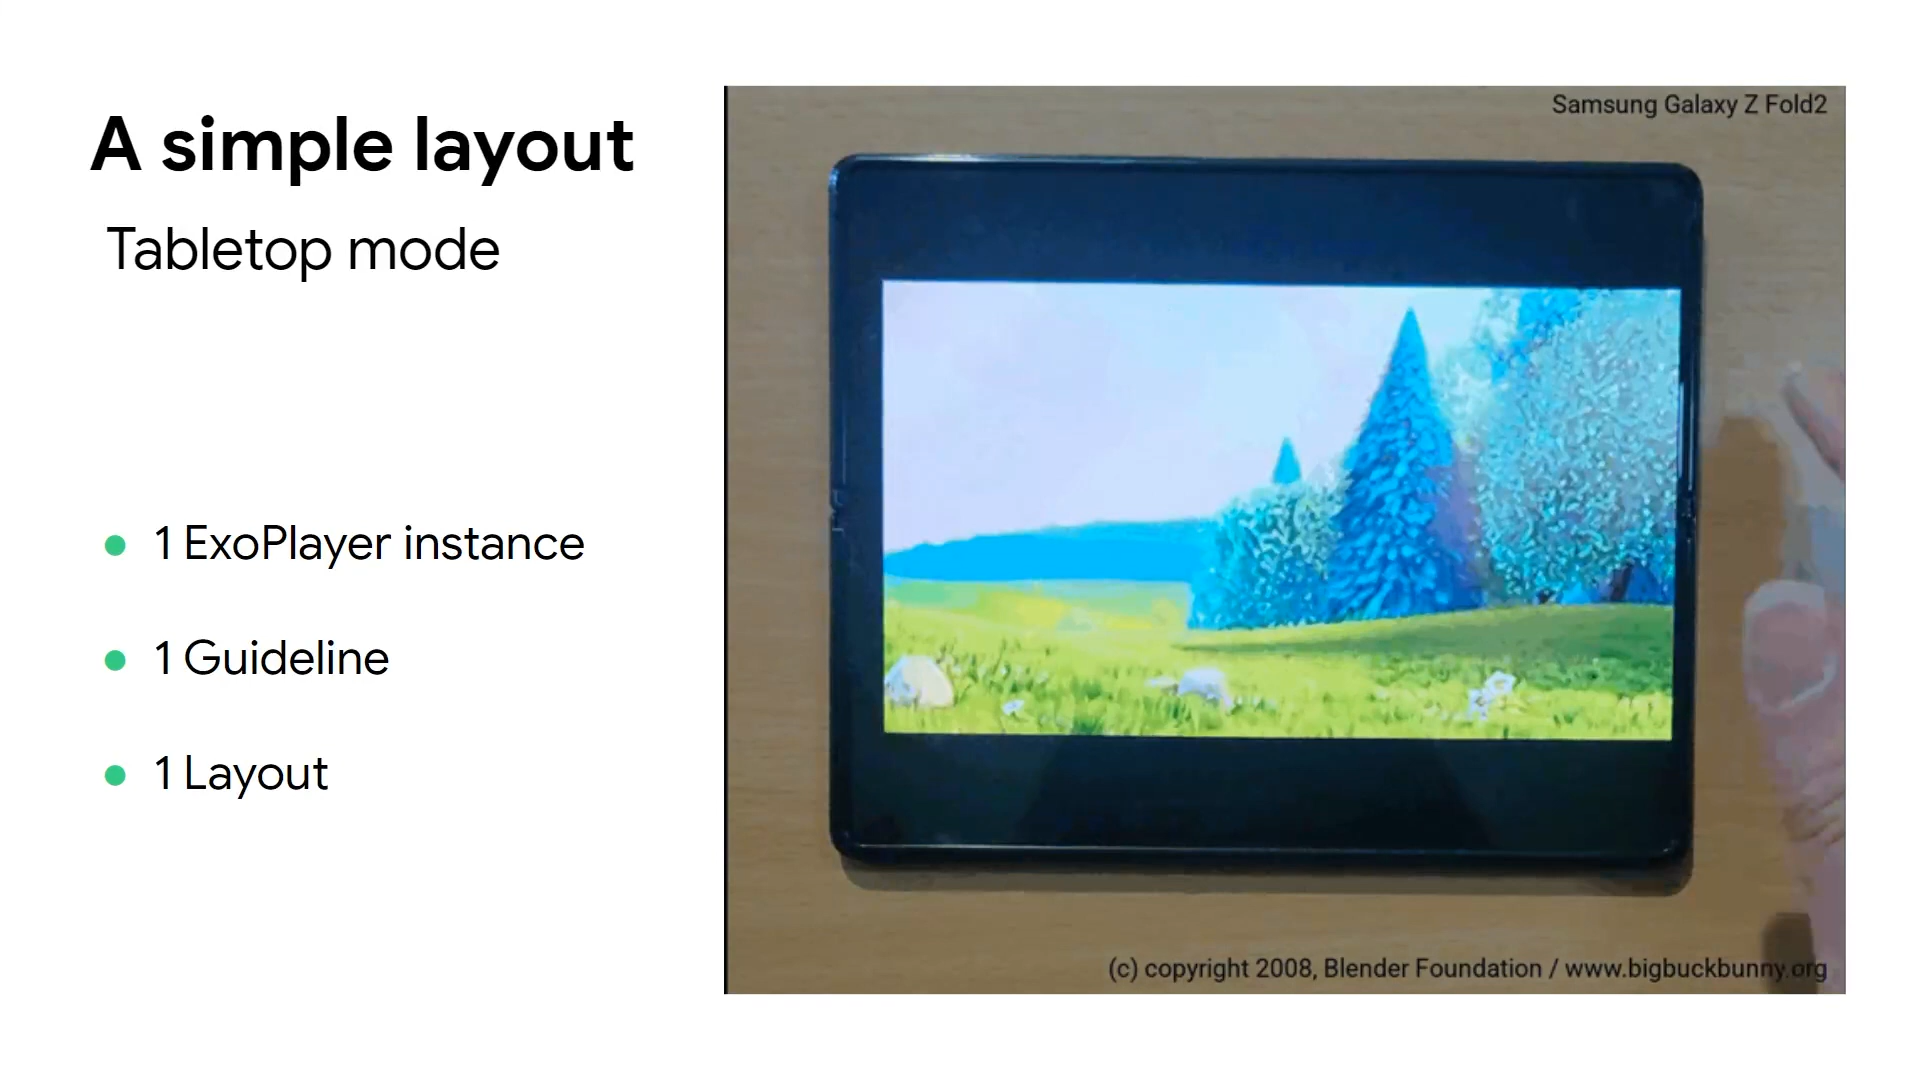 A simple layout
Tabletop mode
1 ExoPlayer instance
1 Guideline
1 Layout
Samsung Galaxy Z Fold2
(c) copyright 2008, Blender Foundation / www.bigbuckbunny.org